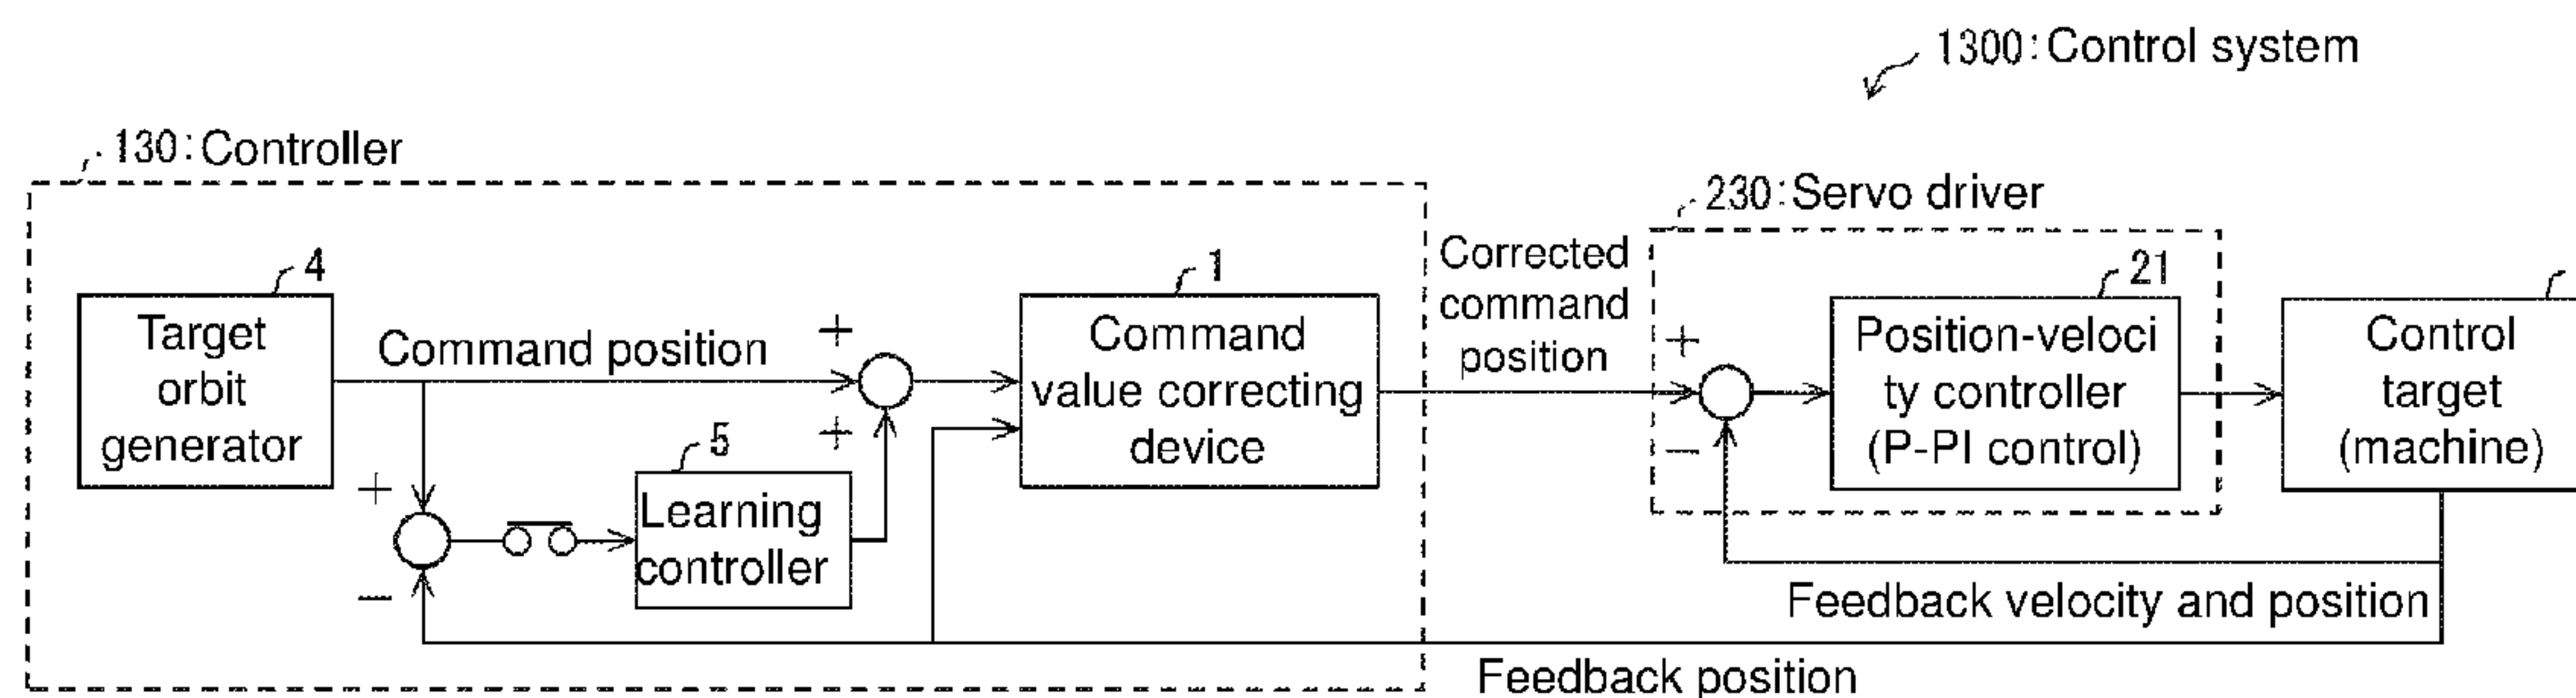 1300:Control system
130:Controller
230:Servo driver
4
Target
orbit
generator
Command position
+
+
+
−
5
Learning
controller
1
Command
value correcting
device
Corrected
command
position
+
−
21
Position-veloci
ty controller
(P-PI control)
Control
target
(machine)
Feedback velocity and position
Feedback position